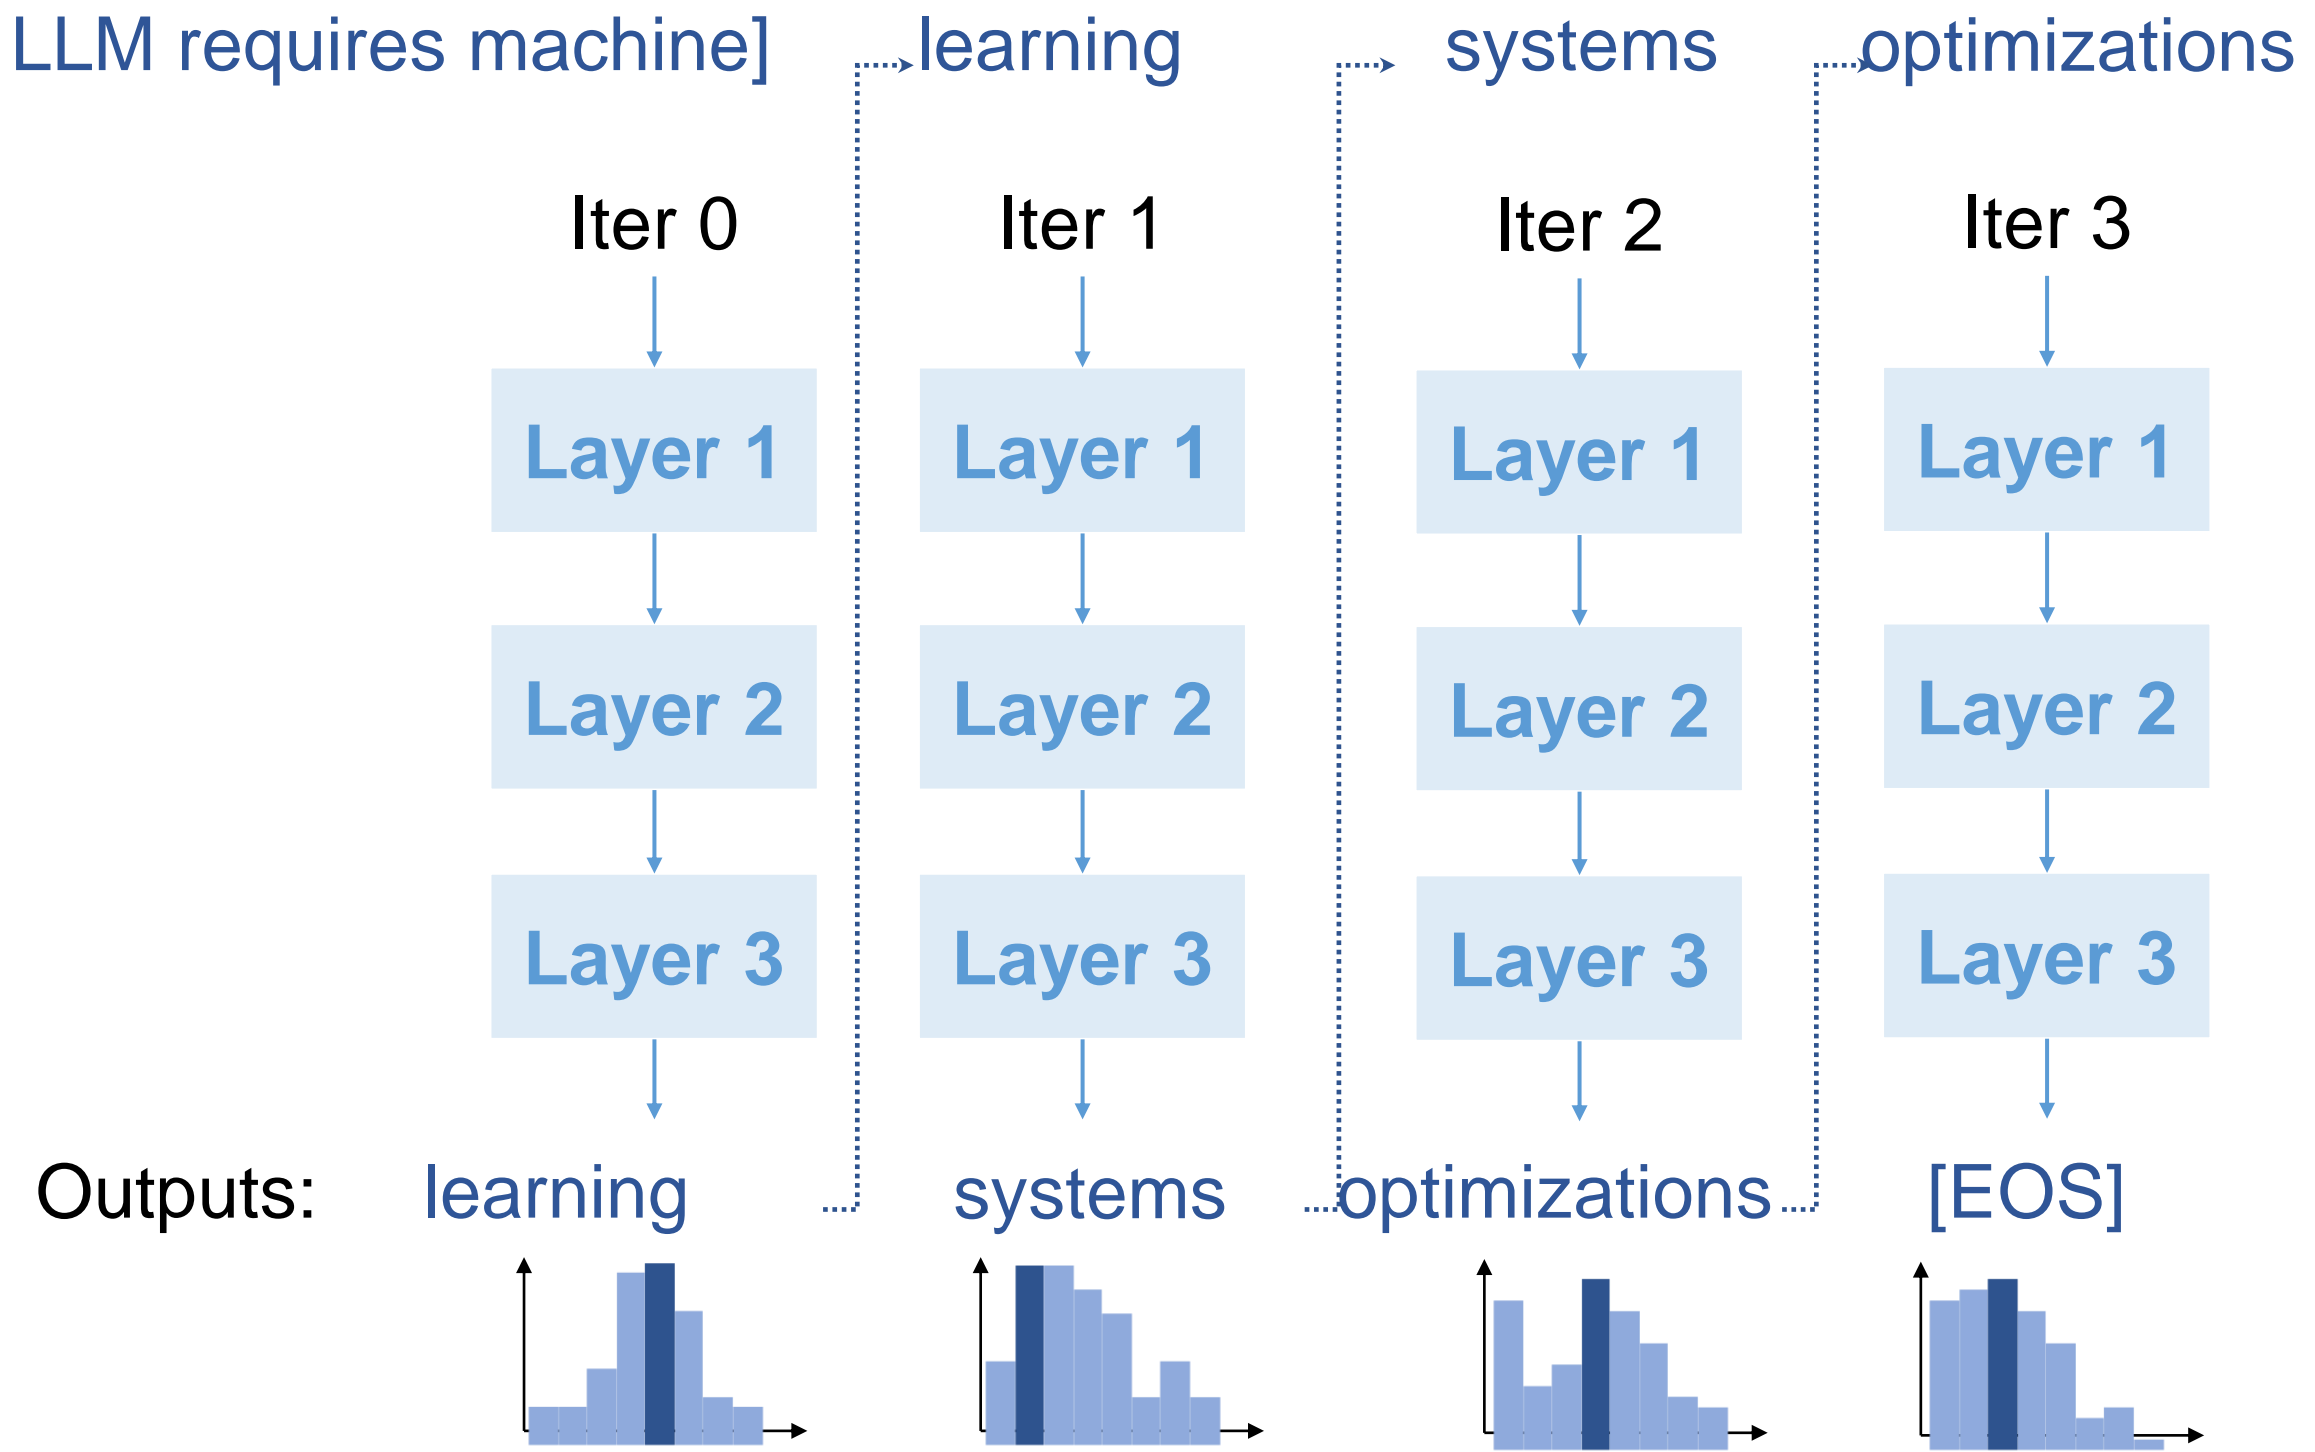 LLM requires machine] learning systems optimizations
Iter 0 Iter 1 Iter 2 Iter 3
Layer 1 Layer 1 Layer 1 Layer 1
Layer 2 Layer 2 Layer 2 Layer 2
Layer 3 Layer 3 Layer 3 Layer 3
Outputs: learning systems optimizations [EOS]